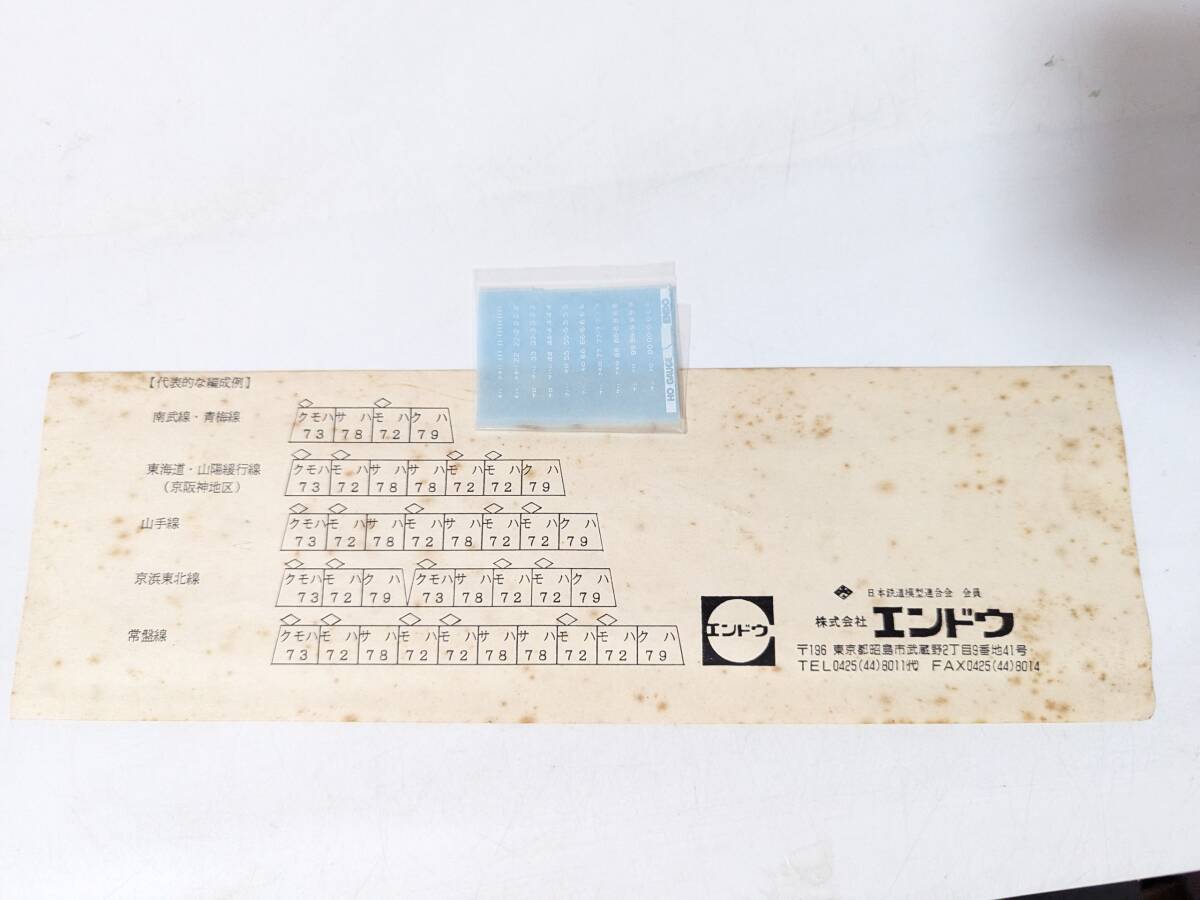 【代表的な編成例】
南武線・青梅線
クモハ サ ハ モ ハ ク ハ
73 78 72 79
東海道・山陽緩行線
(京阪神地区)
クモハ モ ハ サ ハ サ ハ モ ハ モ ハ ク ハ
73 72 78 78 72 72 79
山手線
クモハ モ ハ サ ハ モ ハ サ ハ モ ハ モ ハ ク ハ
73 72 78 72 78 72 72 79
京浜東北線
クモハ モ ハ ク ハ クモハ サ ハ モ ハ モ ハ ク ハ
73 72 79 73 78 72 72 79
常盤線
クモハ モ ハ サ ハ モ ハ モ ハ サ ハ サ ハ モ ハ モ ハ ク ハ
73 72 78 72 72 78 78 72 72 79
エンドウ
日本鉄道模型連合会 会員
株式会社 エンドウ
〒196 東京都昭島市武蔵野2丁目9番地41号
TEL0425(44)8011代 FAX0425(44)8014
HO GAUGE ENDO